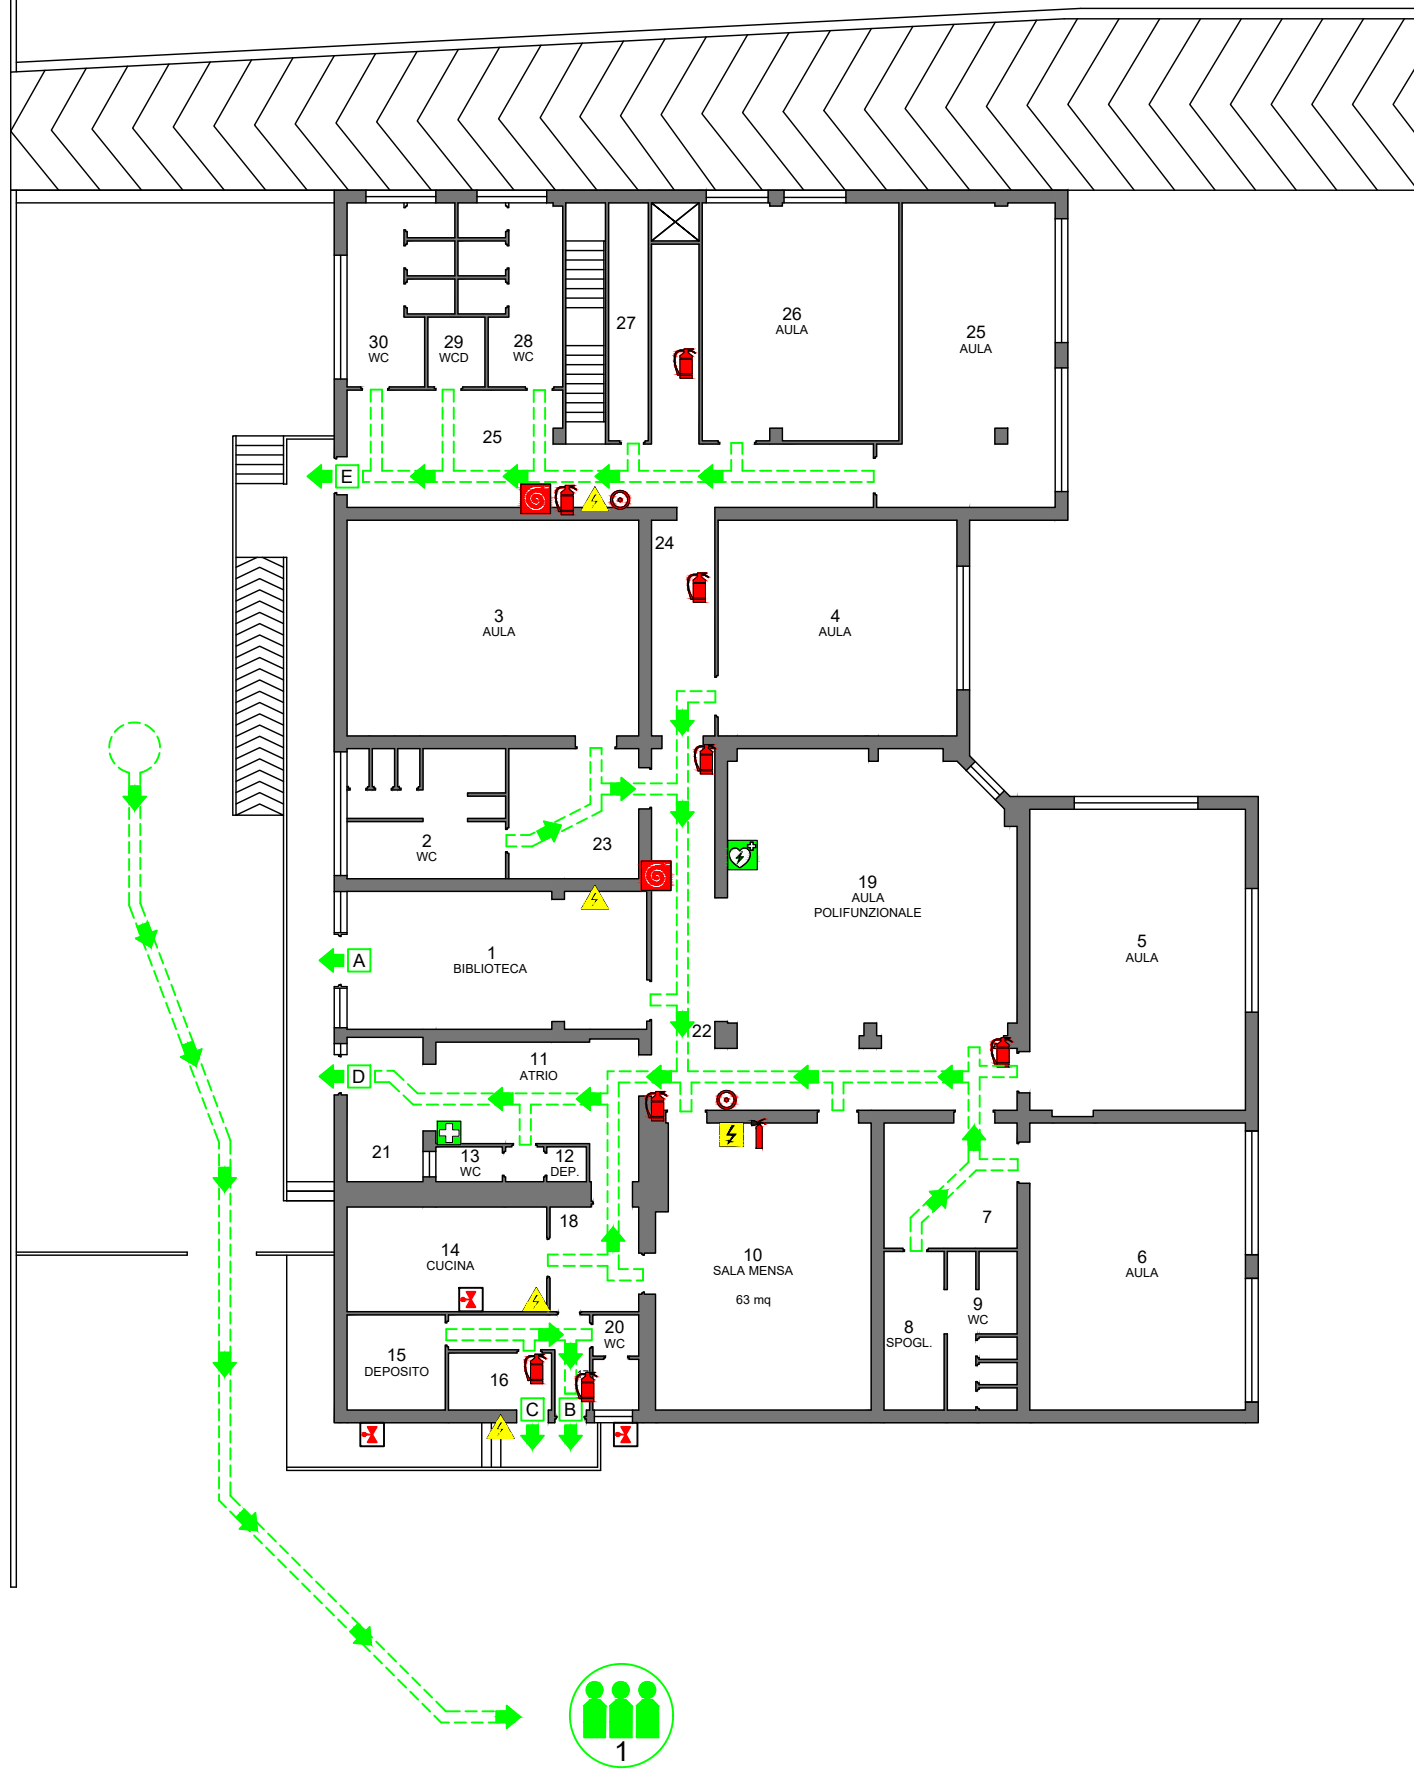 26
AULA
27
25
AULA
30
WC
29
WCD
28
WC
25
E
24
3
AULA
4
AULA
2
WC
23
19
AULA
POLIFUNZIONALE
5
AULA
1
BIBLIOTECA
A
22
11
ATRIO
D
21
13
WC
12
DEP.
18
7
14
CUCINA
10
SALA MENSA
63 mq
6
AULA
9
WC
8
SPOGL.
20
WC
15
DEPOSITO
16
C
B
1